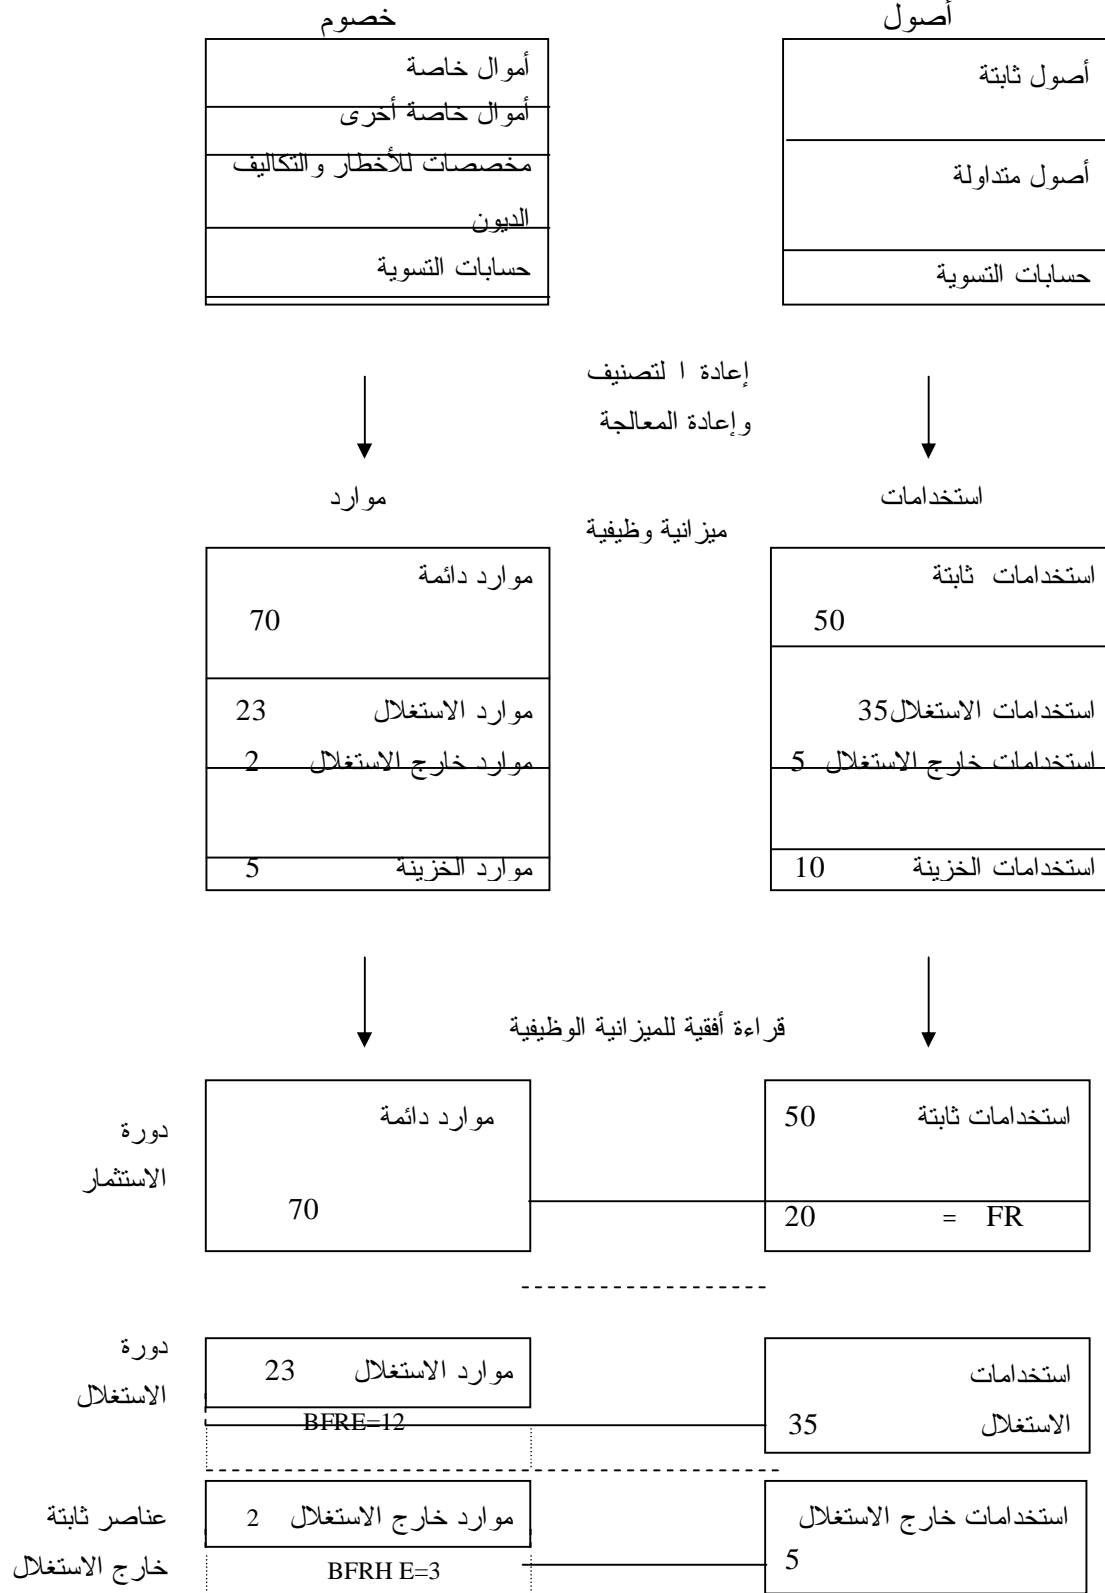 أصول
خصوم
أصول ثابتة
أصول متداولة
حسابات التسوية
أموال خاصة
أموال خاصة أخرى
مخصصات للأخطار والتكاليف
الديون
حسابات التسوية
إعادة ا لتصنيف
وإعادة المعالجة
استخدامات
موارد
ميزانية وظيفية
استخدامات ثابتة
50
استخدامات الاستغلال35
استخدامات خارج الاستغلال 5
استخدامات الخزينة 10
موارد دائمة
70
موارد الاستغلال 23
موارد خارج الاستغلال 2
موارد الخزينة 5
قراءة أفقية للميزانية الوظيفية
استخدامات ثابتة 50
20 = FR
موارد دائمة
70
دورة
الاستثمار
استخدامات
الاستغلال 35
موارد الاستغلال 23
BFRE=12
دورة
الاستغلال
استخدامات خارج الاستغلال
5
موارد خارج الاستغلال 2
BFRH E=3
عناصر ثابتة
خارج الاستغلال